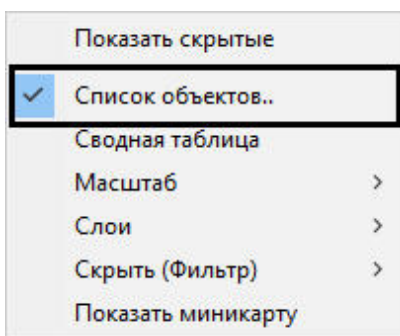 Показать скрытые
Список объектов..
Сводная таблица
Масштаб
Слои
Скрыть (Фильтр)
Показать миникарту